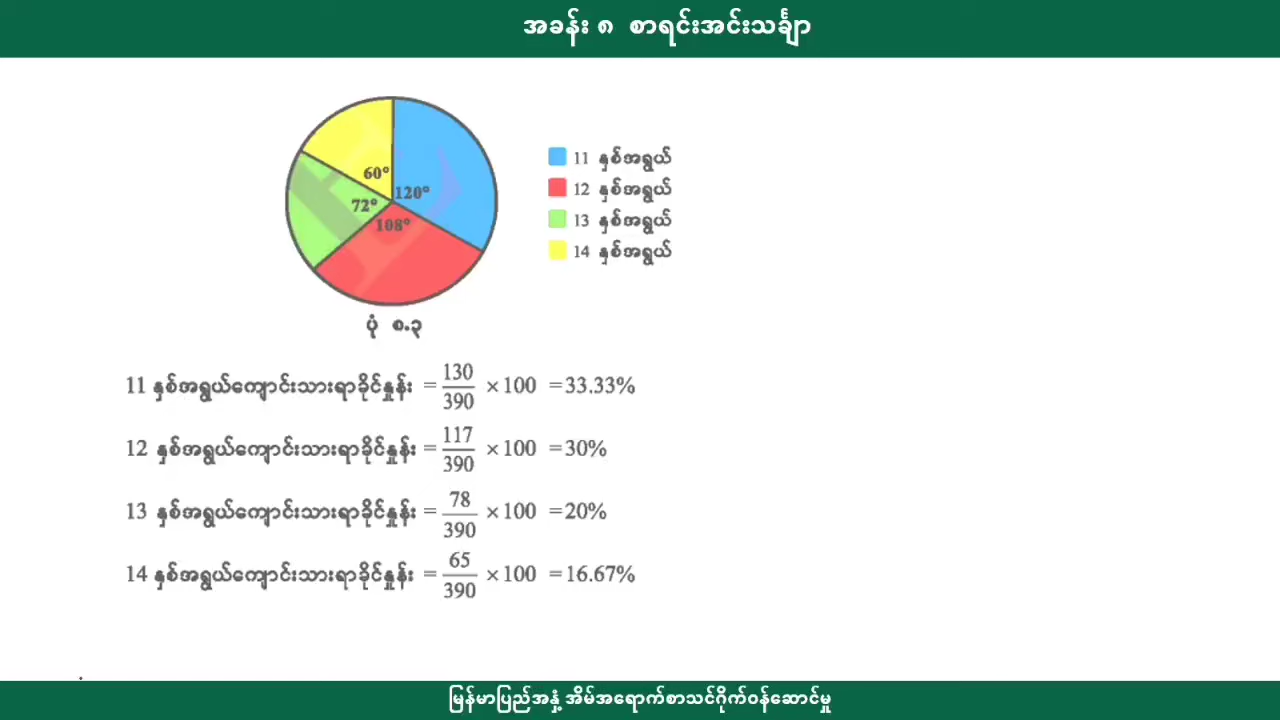 အခန်း ၈ စာရင်းအင်းသင်္ချာ
60°
120°
72°
108°
11 နှစ်အရွယ်
12 နှစ်အရွယ်
13 နှစ်အရွယ်
14 နှစ်အရွယ်
ပုံ ၈.၃
11 နှစ်အရွယ်ကျောင်းသားရာခိုင်နှုန်း = 130/390 × 100 = 33.33%
12 နှစ်အရွယ်ကျောင်းသားရာခိုင်နှုန်း = 117/390 × 100 = 30%
13 နှစ်အရွယ်ကျောင်းသားရာခိုင်နှုန်း = 78/390 × 100 = 20%
14 နှစ်အရွယ်ကျောင်းသားရာခိုင်နှုန်း = 65/390 × 100 = 16.67%
မြန်မာပြည်အနှံ့ အိမ်အရောက်စာသင်ဂိုက်ဝန်ဆောင်မှု